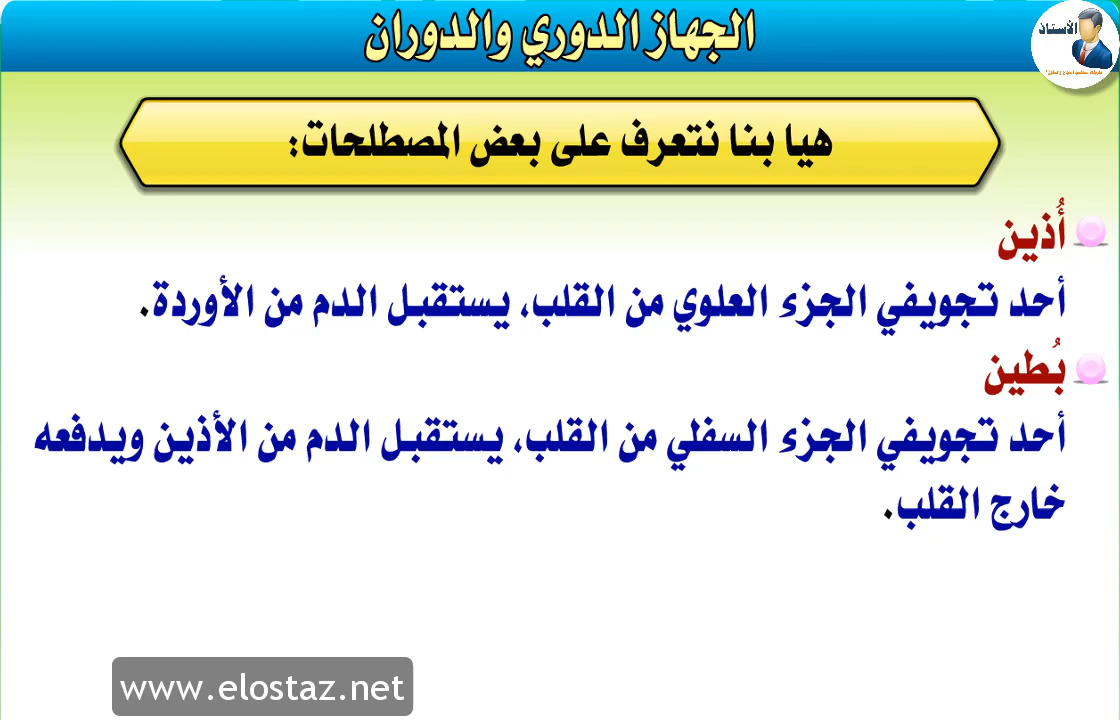 الجهاز الدوري والدوران
الأستاذ
هيا بنا نتعرف على بعض المصطلحات:
أُذين
أحد تجويفي الجزء العلوي من القلب، يستقبل الدم من الأوردة.
بُطين
أحد تجويفي الجزء السفلي من القلب، يستقبل الدم من الأذين ويدفعه
خارج القلب.
www.elostaz.net